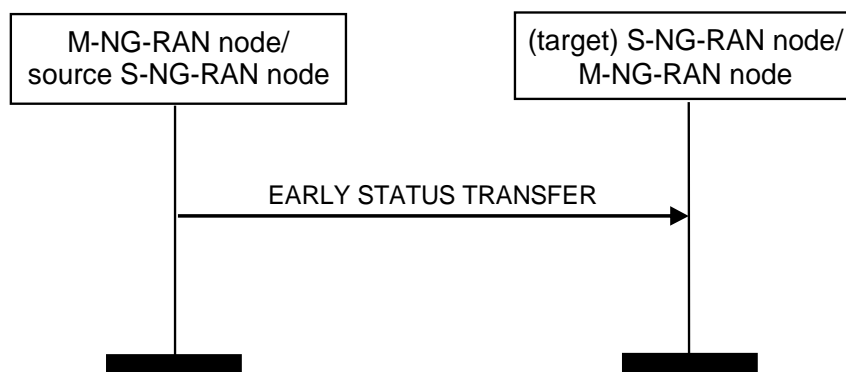 M-NG-RAN node/
source S-NG-RAN node
(target) S-NG-RAN node/
M-NG-RAN node
EARLY STATUS TRANSFER